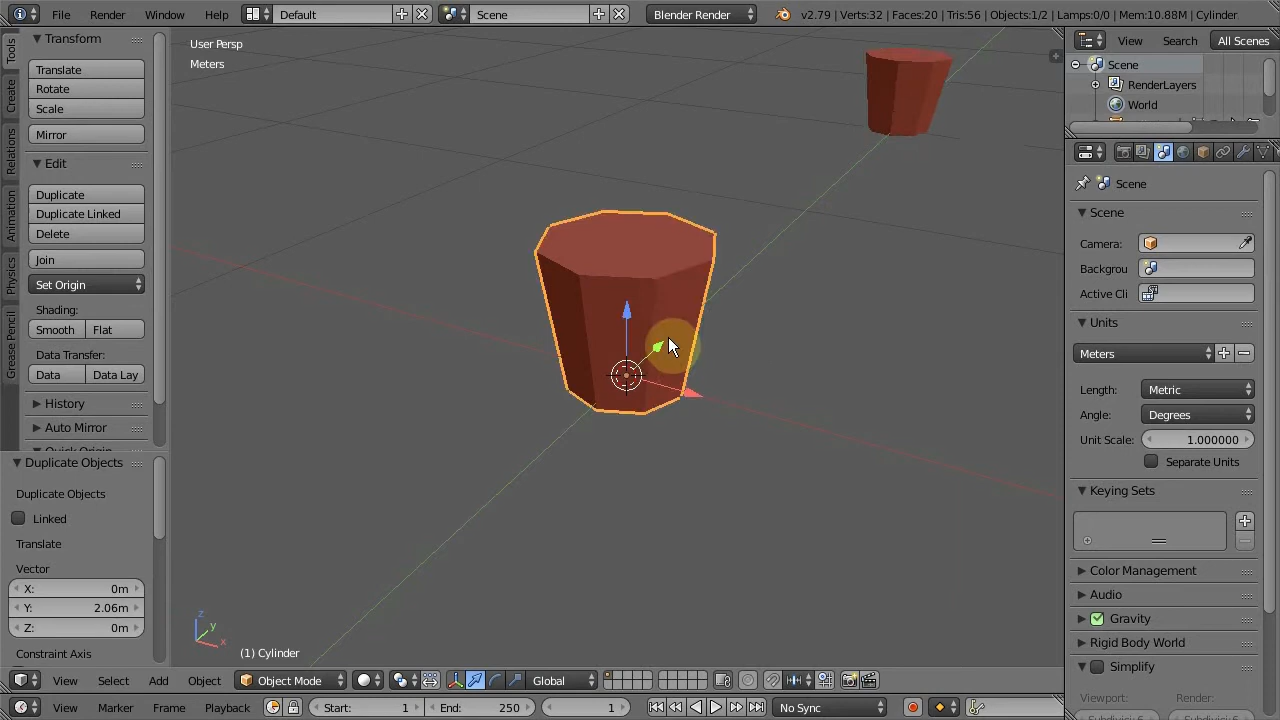 File Render Window Help Default Scene Blender Render v2.79 | Verts:32 | Faces:20 | Tris:56 | Objects:1/2 | Lamps:0/0 | Mem:10.88M | Cylinder
Tools
Create
Relations
Animation
Physics
Grease Pencil
Transform
Translate
Rotate
Scale
Mirror
Edit
Duplicate
Duplicate Linked
Delete
Join
Set Origin
Shading:
Smooth Flat
Data Transfer:
Data Data Lay
History
Auto Mirror
Duplicate Objects
Duplicate Objects
Linked
Translate
Vector
X: 0m
Y: 2.06m
Z: 0m
Constraint Axis
User Persp
Meters
z
y
x
(1) Cylinder
View Select Add Object Object Mode Global
View Marker Frame Playback Start: 1 End: 250 1 No Sync
View Search All Scenes
Scene
RenderLayers
World
Scene
Scene
Camera:
Backgrou
Active Cli
Units
Meters
Length: Metric
Angle: Degrees
Unit Scale: 1.000000
Separate Units
Keying Sets
Color Management
Audio
Gravity
Rigid Body World
Simplify
Viewport: Render: